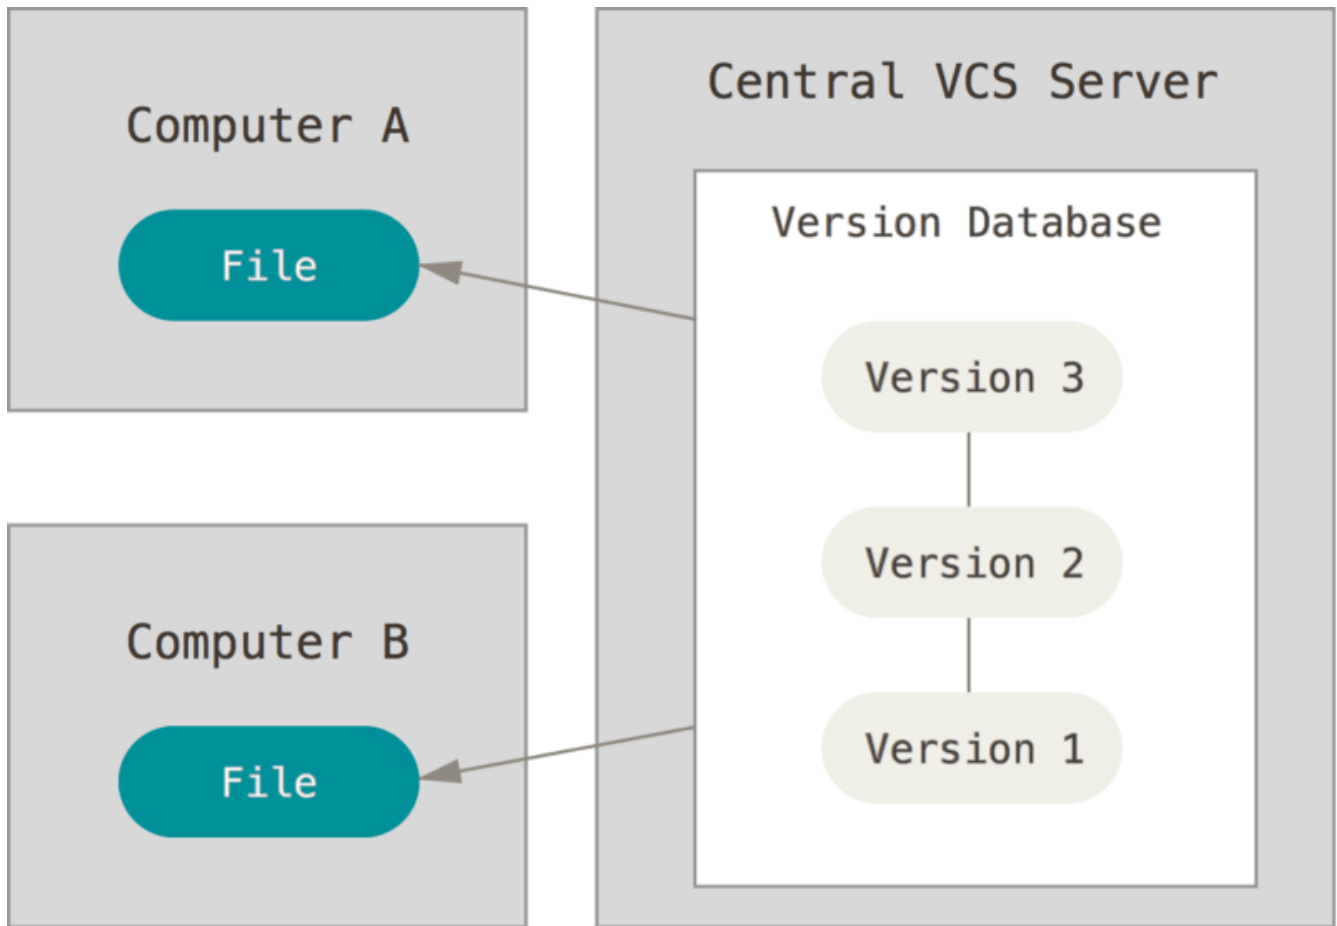 Computer A
File
Computer B
File
Central VCS Server
Version Database
Version 3
Version 2
Version 1